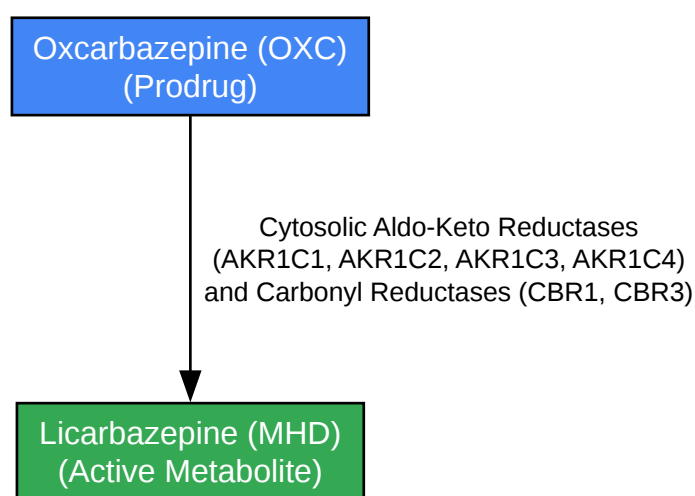 Oxcarbazepine (OXC)
(Prodrug)
Cytosolic Aldo-Keto Reductases
(AKR1C1, AKR1C2, AKR1C3, AKR1C4)
and Carbonyl Reductases (CBR1, CBR3)
Licarbazepine (MHD)
(Active Metabolite)